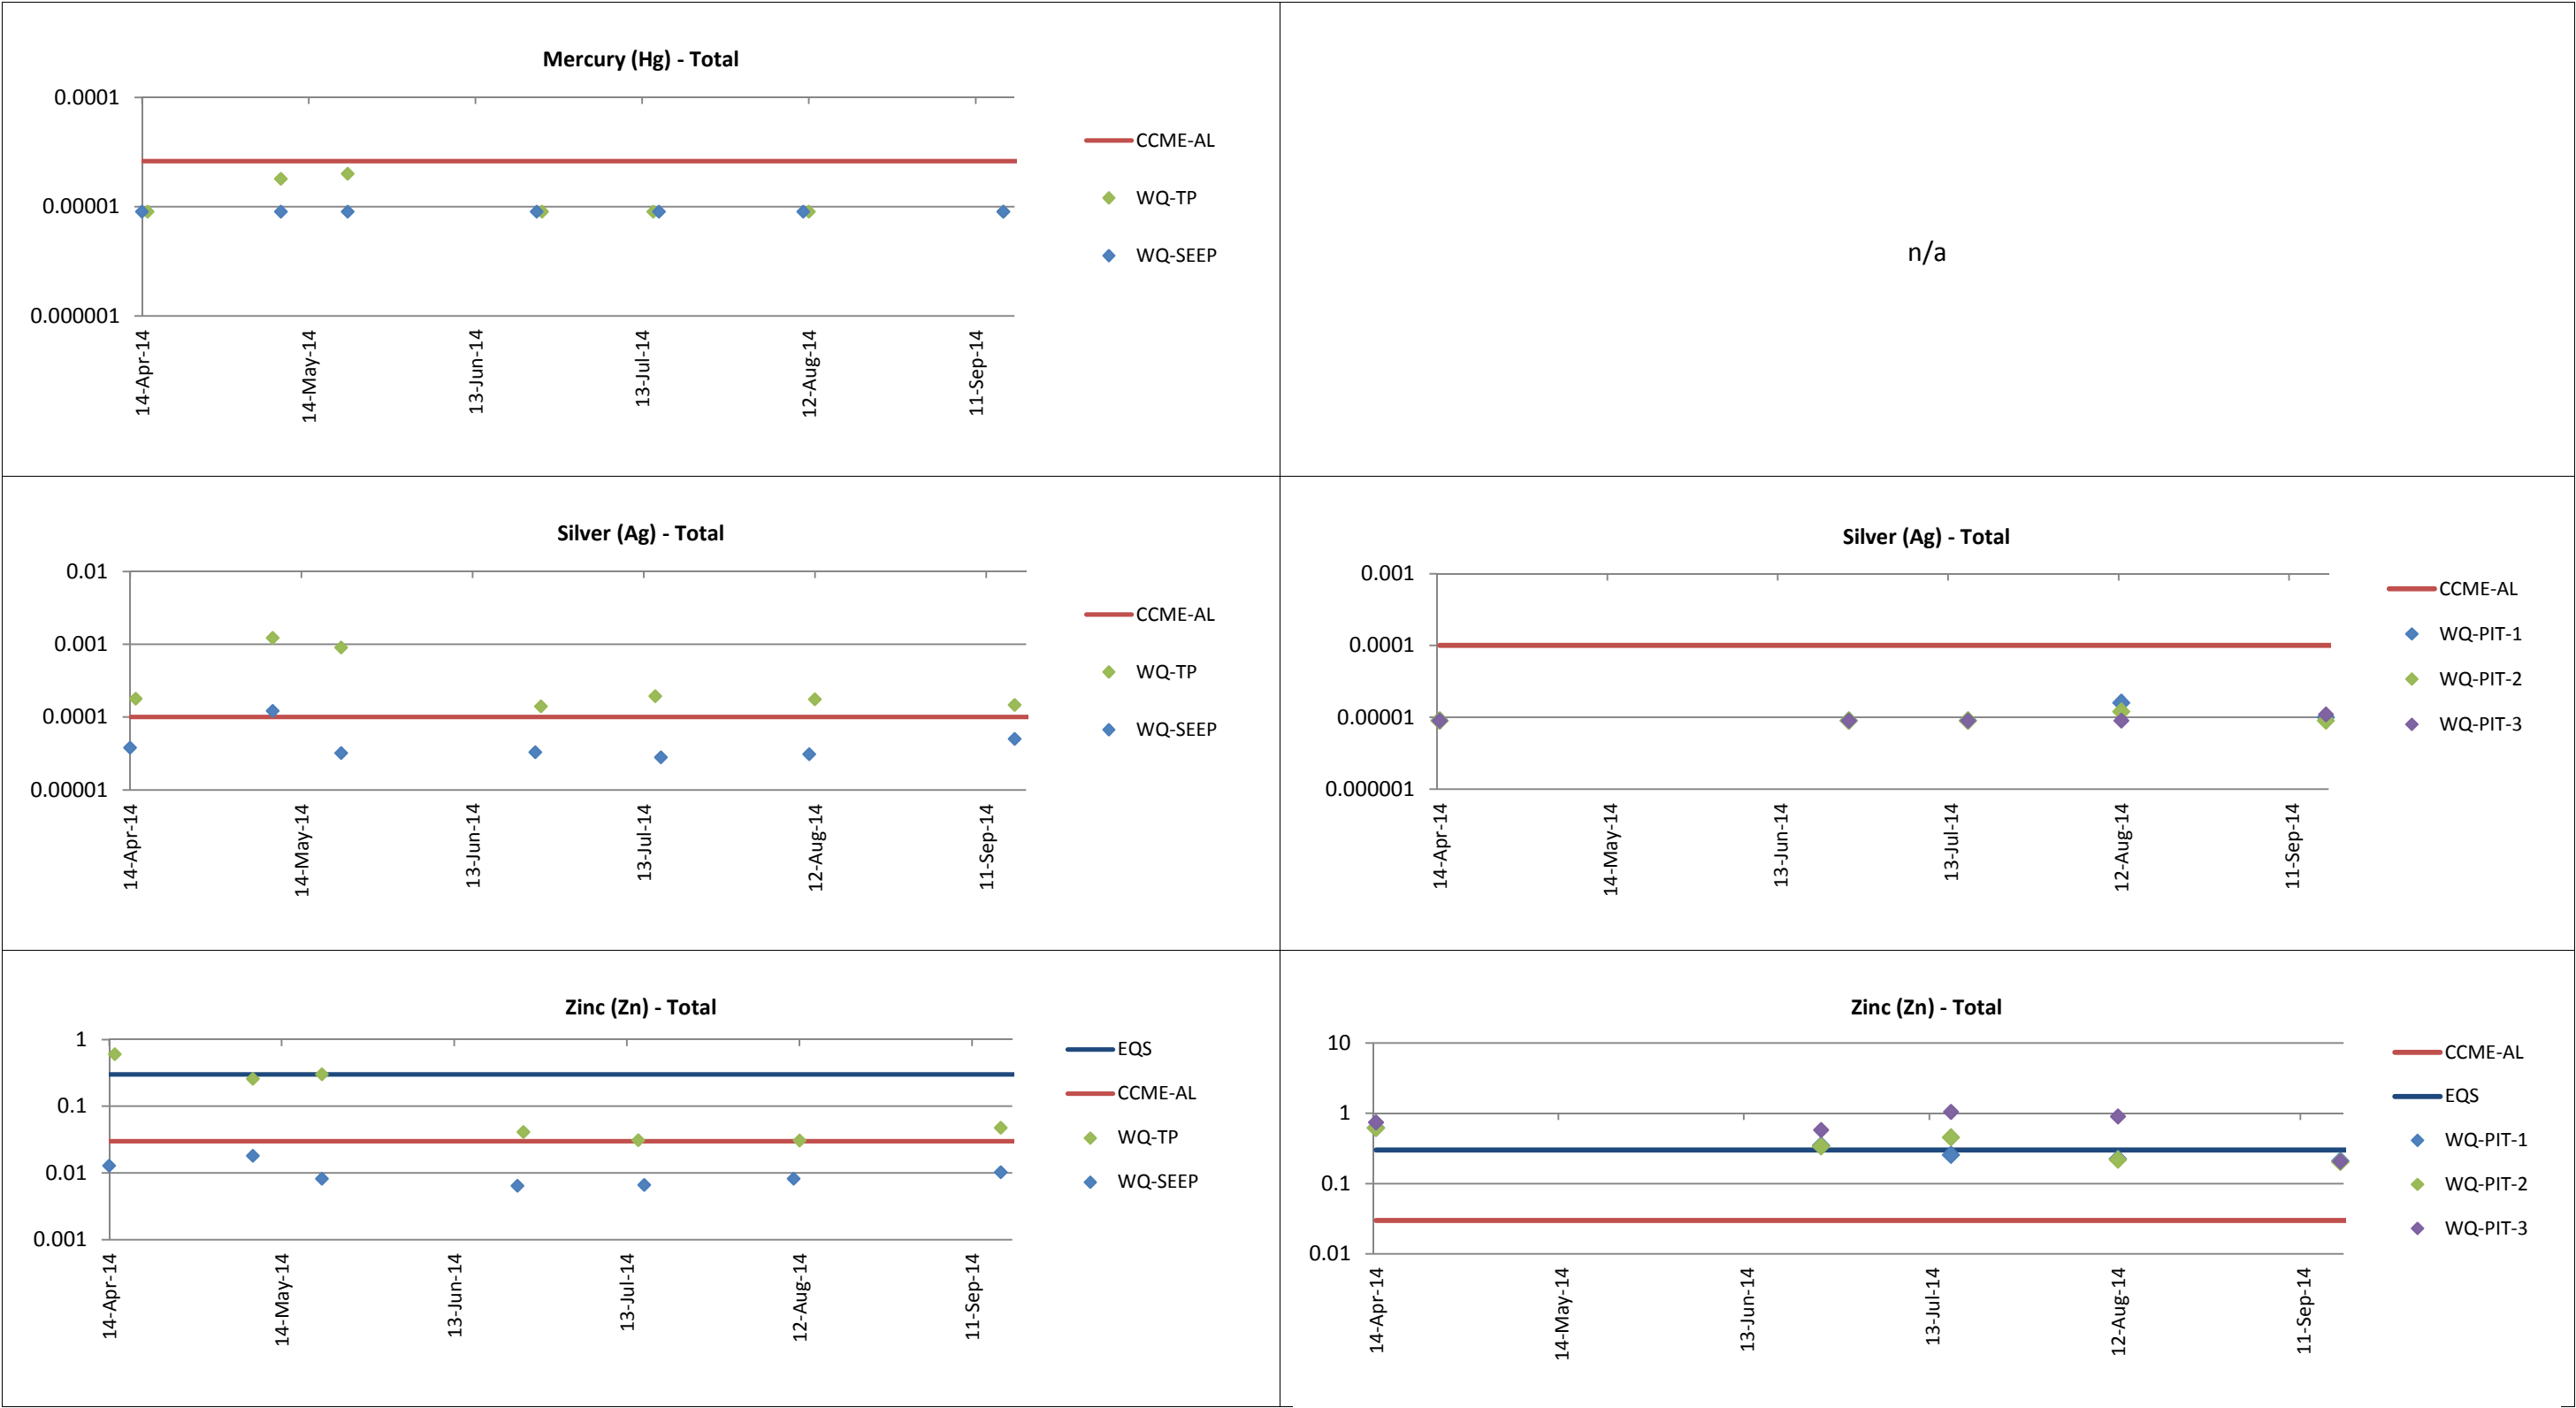 Mercury (Hg) - Total
0.0001
0.00001
0.000001
14-Apr-14
14-May-14
13-Jun-14
13-Jul-14
12-Aug-14
11-Sep-14
CCME-AL
WQ-TP
WQ-SEEP
n/a
Silver (Ag) - Total
0.01
0.001
0.0001
0.00001
14-Apr-14
14-May-14
13-Jun-14
13-Jul-14
12-Aug-14
11-Sep-14
CCME-AL
WQ-TP
WQ-SEEP
Silver (Ag) - Total
0.001
0.0001
0.00001
0.000001
14-Apr-14
14-May-14
13-Jun-14
13-Jul-14
12-Aug-14
11-Sep-14
CCME-AL
WQ-PIT-1
WQ-PIT-2
WQ-PIT-3
Zinc (Zn) - Total
1
0.1
0.01
0.001
14-Apr-14
14-May-14
13-Jun-14
13-Jul-14
12-Aug-14
11-Sep-14
EQS
CCME-AL
WQ-TP
WQ-SEEP
Zinc (Zn) - Total
10
1
0.1
0.01
14-Apr-14
14-May-14
13-Jun-14
13-Jul-14
12-Aug-14
11-Sep-14
CCME-AL
EQS
WQ-PIT-1
WQ-PIT-2
WQ-PIT-3